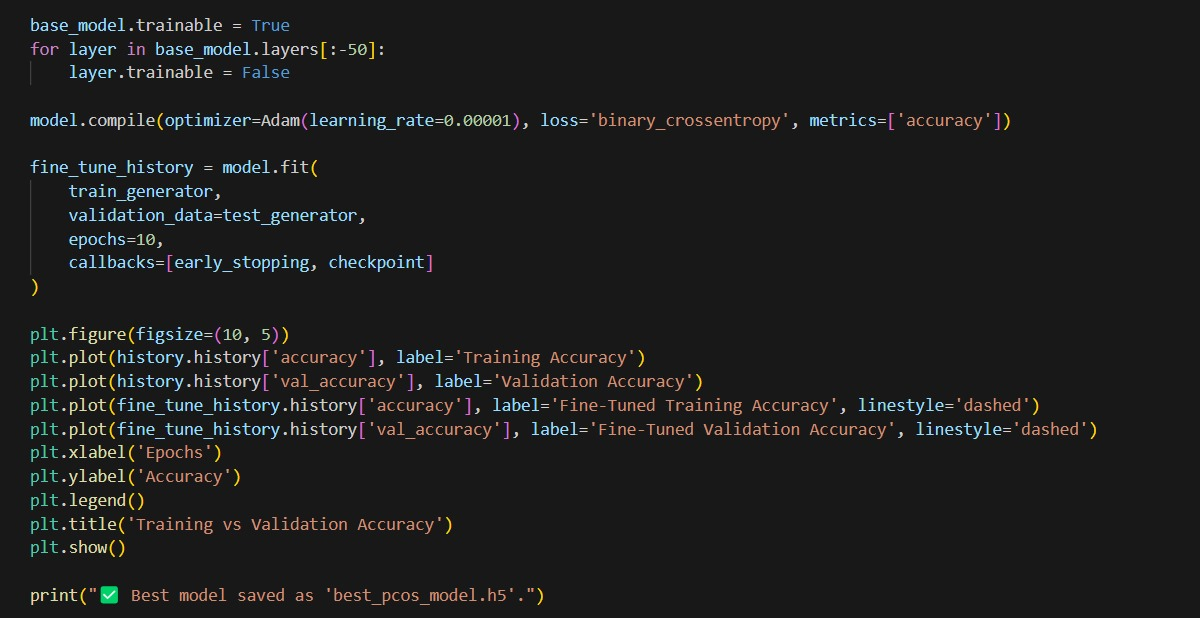 base_model.trainable = True
for layer in base_model.layers[:-50]:
    layer.trainable = False

model.compile(optimizer=Adam(learning_rate=0.00001), loss='binary_crossentropy', metrics=['accuracy'])

fine_tune_history = model.fit(
    train_generator,
    validation_data=test_generator,
    epochs=10,
    callbacks=[early_stopping, checkpoint]
)

plt.figure(figsize=(10, 5))
plt.plot(history.history['accuracy'], label='Training Accuracy')
plt.plot(history.history['val_accuracy'], label='Validation Accuracy')
plt.plot(fine_tune_history.history['accuracy'], label='Fine-Tuned Training Accuracy', linestyle='dashed')
plt.plot(fine_tune_history.history['val_accuracy'], label='Fine-Tuned Validation Accuracy', linestyle='dashed')
plt.xlabel('Epochs')
plt.ylabel('Accuracy')
plt.legend()
plt.title('Training vs Validation Accuracy')
plt.show()

print("✅ Best model saved as 'best_pcos_model.h5'.")